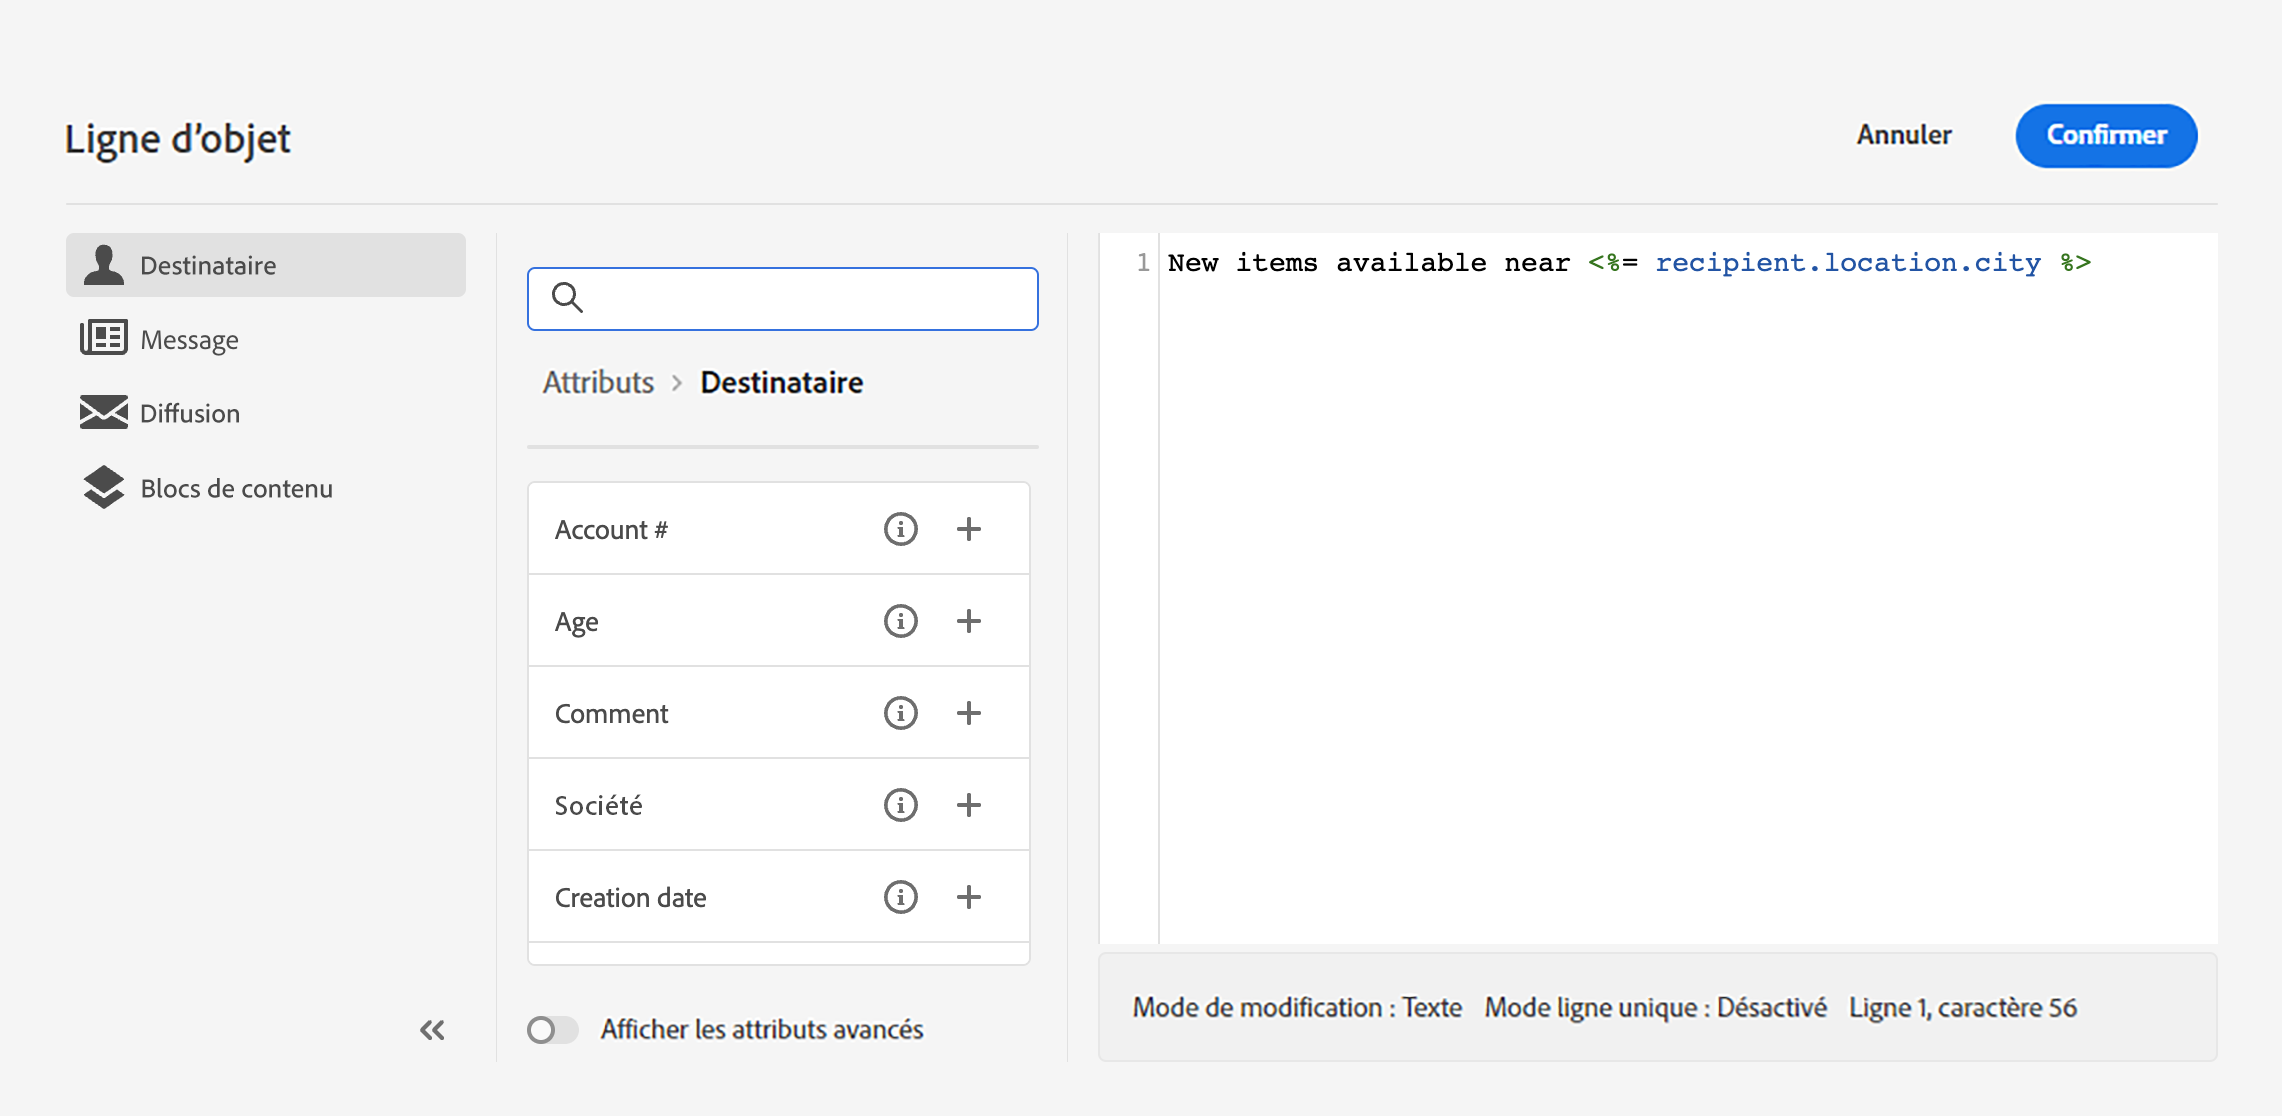 Ligne d’objet
Annuler
Confirmer
Destinataire
Message
Diffusion
Blocs de contenu
Attributs > Destinataire
Account #
Age
Comment
Société
Creation date
Afficher les attributs avancés
1 New items available near <%= recipient.location.city %>
Mode de modification : Texte Mode ligne unique : Désactivé Ligne 1, caractère 56